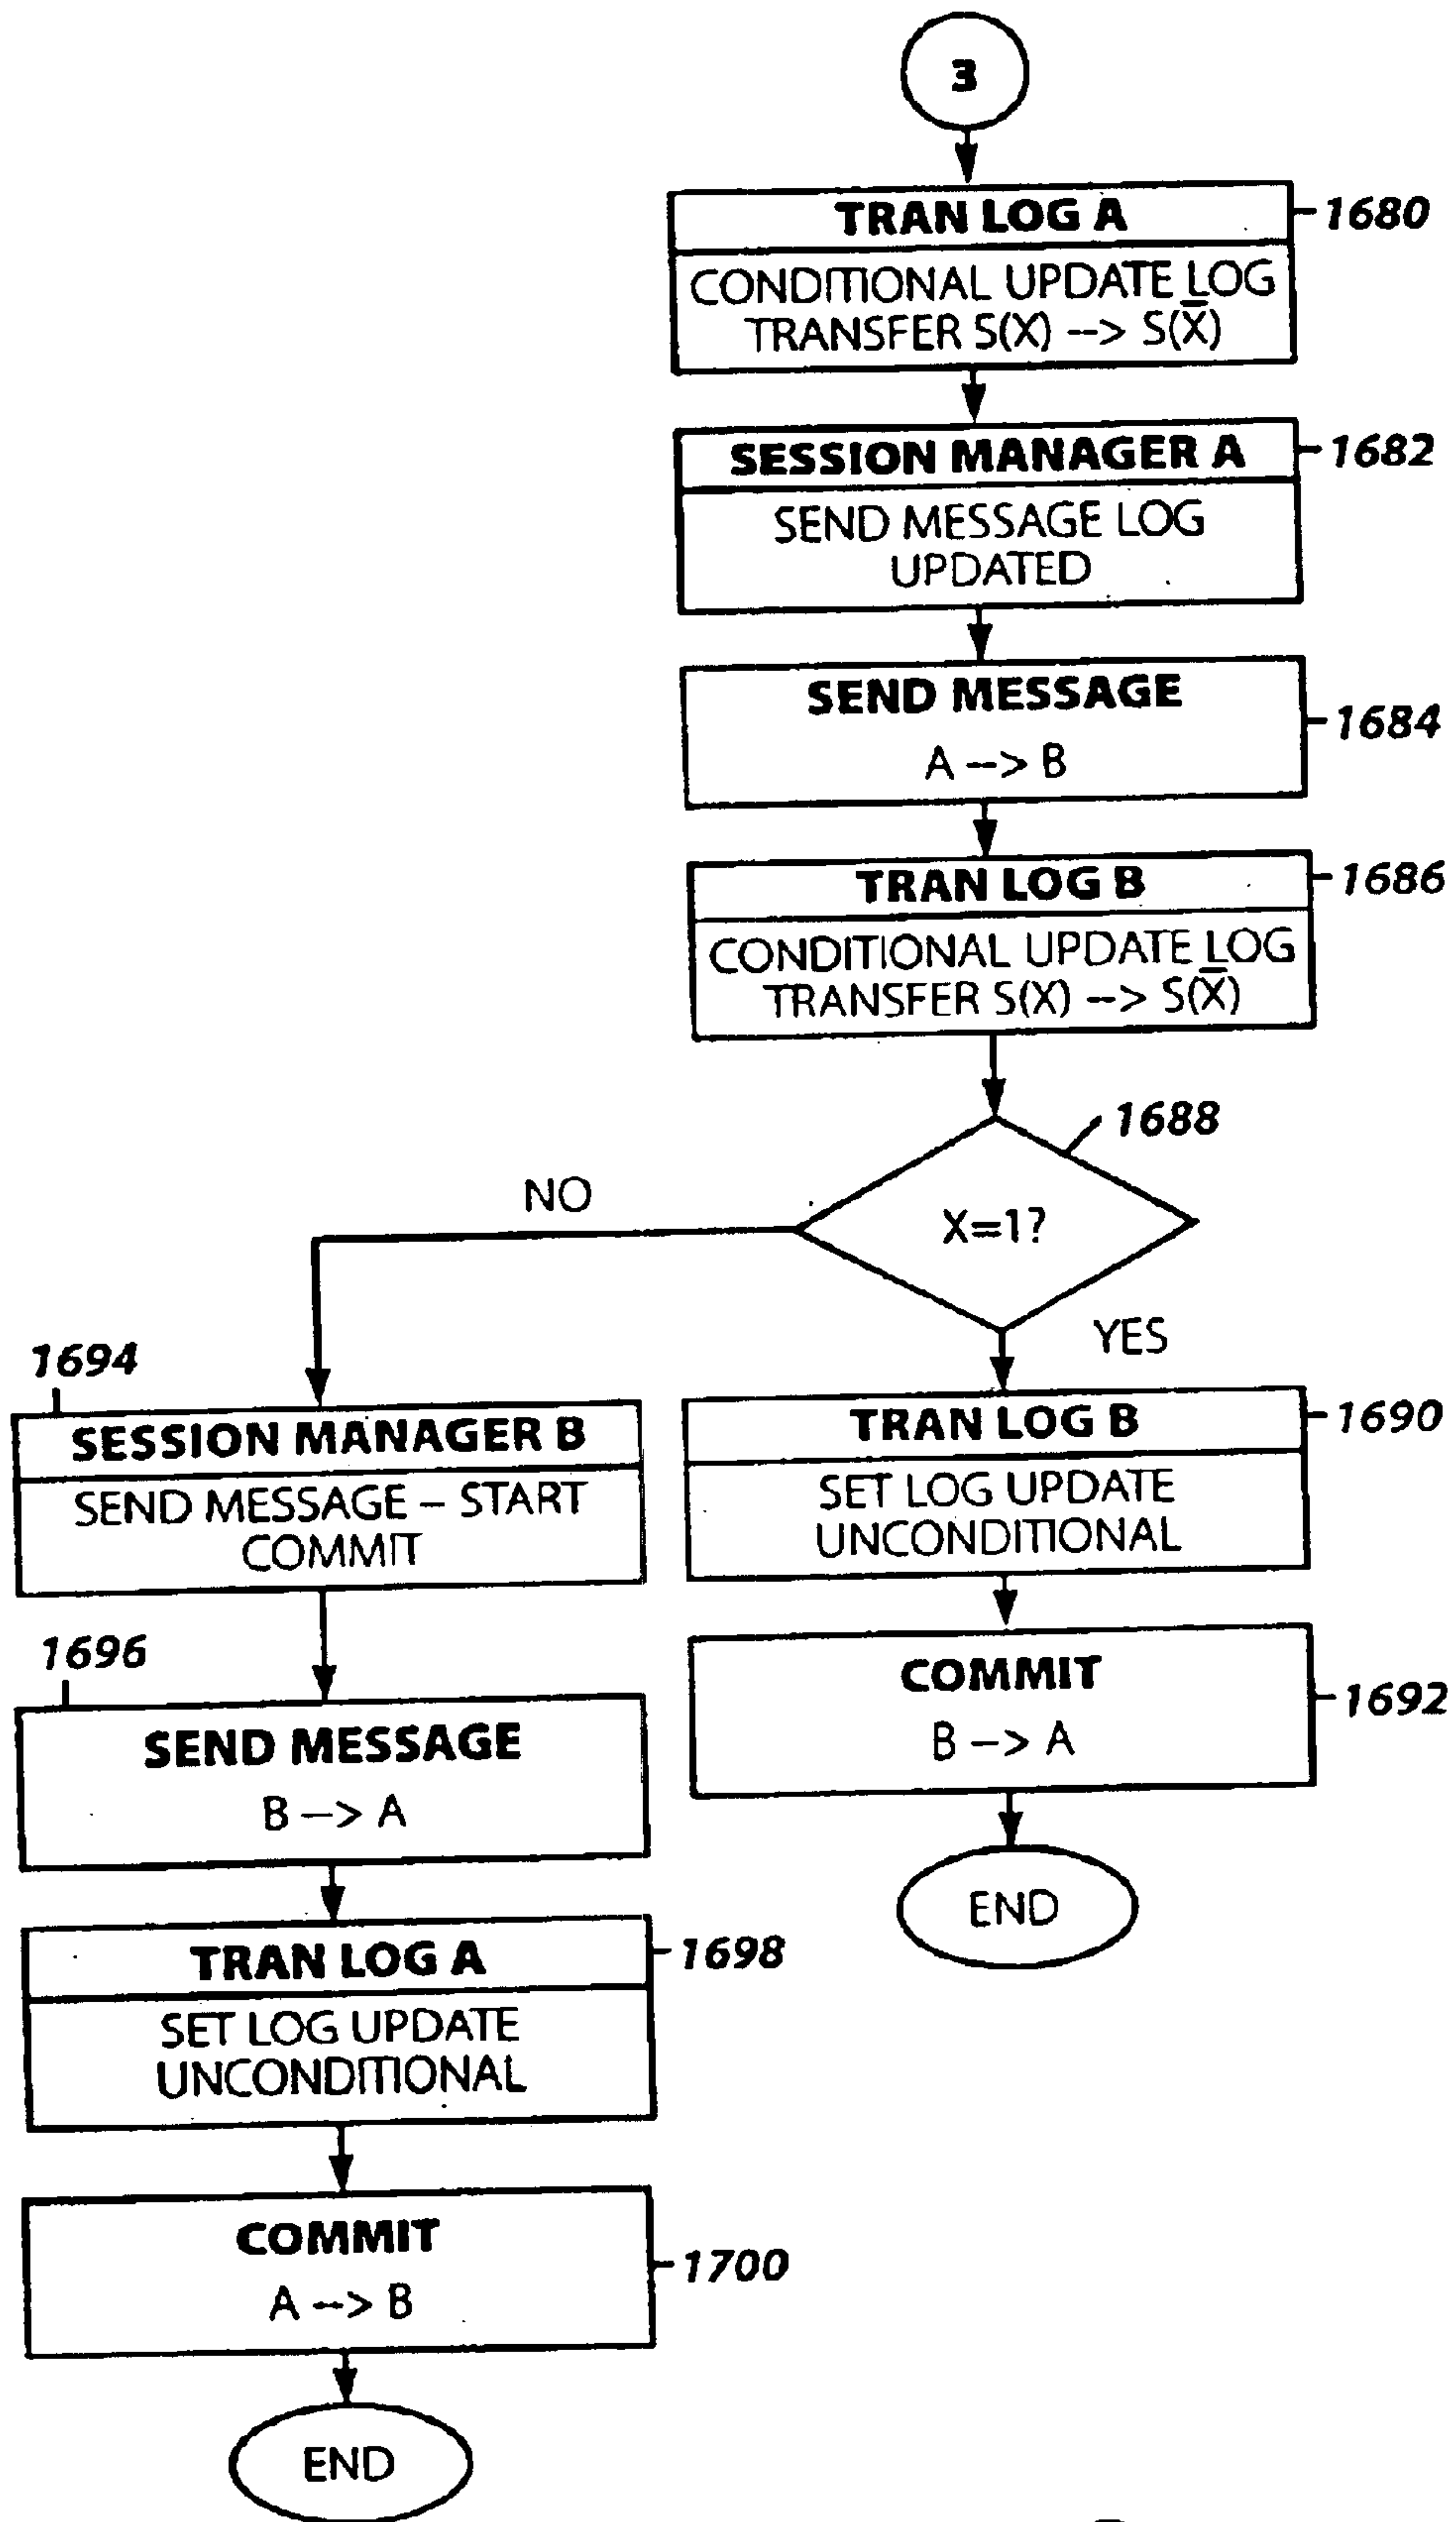 3
TRAN LOG A
1680
CONDITIONAL UPDATE LOG
TRANSFER S(X) --> S(X̅)
SESSION MANAGER A
1682
SEND MESSAGE LOG
UPDATED
SEND MESSAGE
1684
A --> B
TRAN LOG B
1686
CONDITIONAL UPDATE LOG
TRANSFER S(X) --> S(X̅)
1688
X=1?
NO
YES
1690
TRAN LOG B
SET LOG UPDATE
UNCONDITIONAL
COMMIT
1692
B --> A
END
1694
SESSION MANAGER B
SEND MESSAGE – START
COMMIT
1696
SEND MESSAGE
B --> A
TRAN LOG A
1698
SET LOG UPDATE
UNCONDITIONAL
COMMIT
1700
A --> B
END